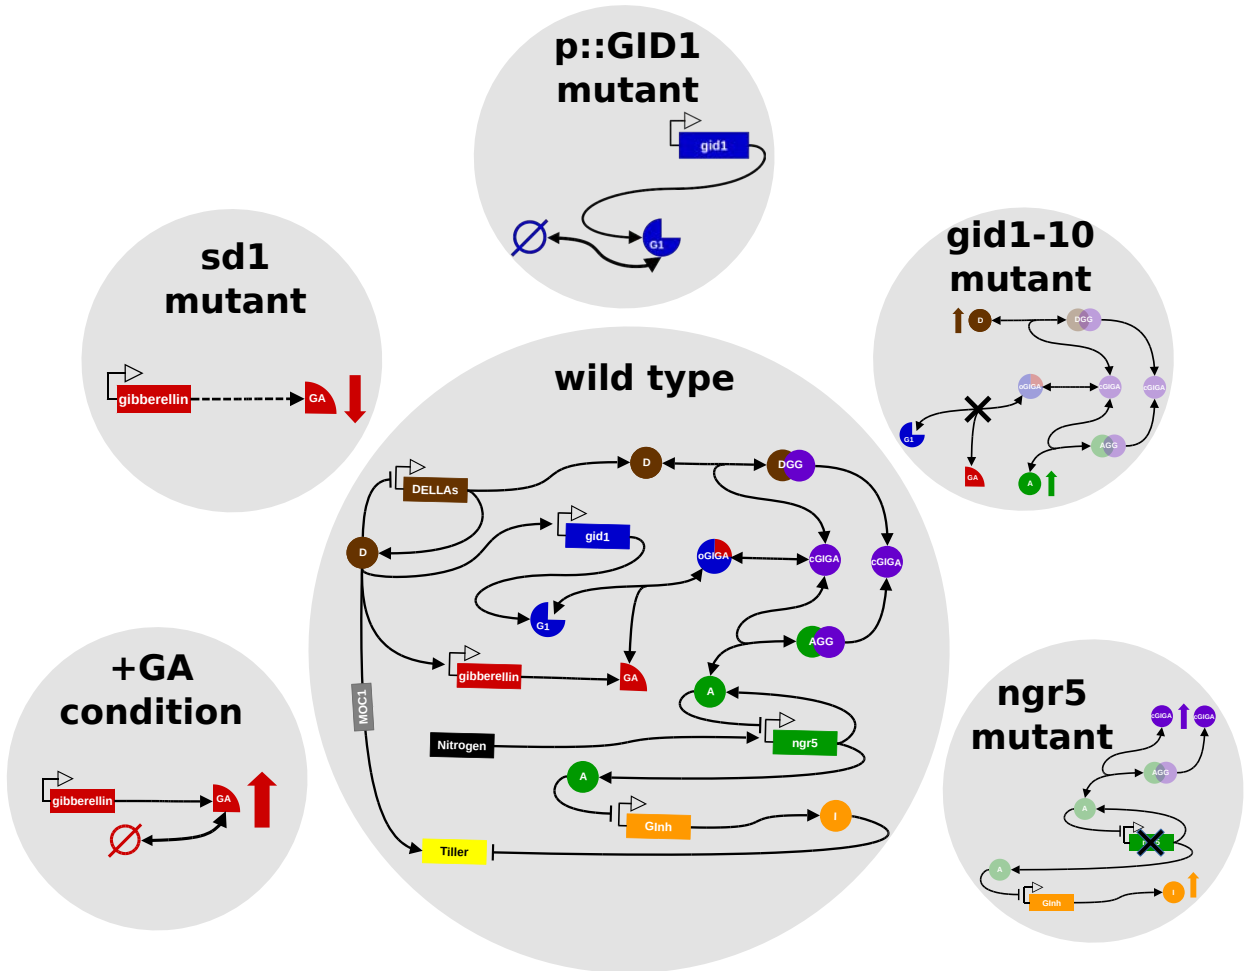 p::GID1
mutant
gid1
G1
sd1
mutant
gibberellin
GA
gid1-10
mutant
D
DGG
oGIGA
cGIGA
cGIGA
G1
AGG
GA
A
wild type
D
DGG
DELLAs
gid1
D
oGIGA
cGIGA
cGIGA
G1
AGG
gibberellin
GA
A
MOC1
Nitrogen
ngr5
A
GInh
I
Tiller
+GA
condition
gibberellin
GA
ngr5
mutant
cGIGA
cGIGA
AGG
A
A
GInh
I